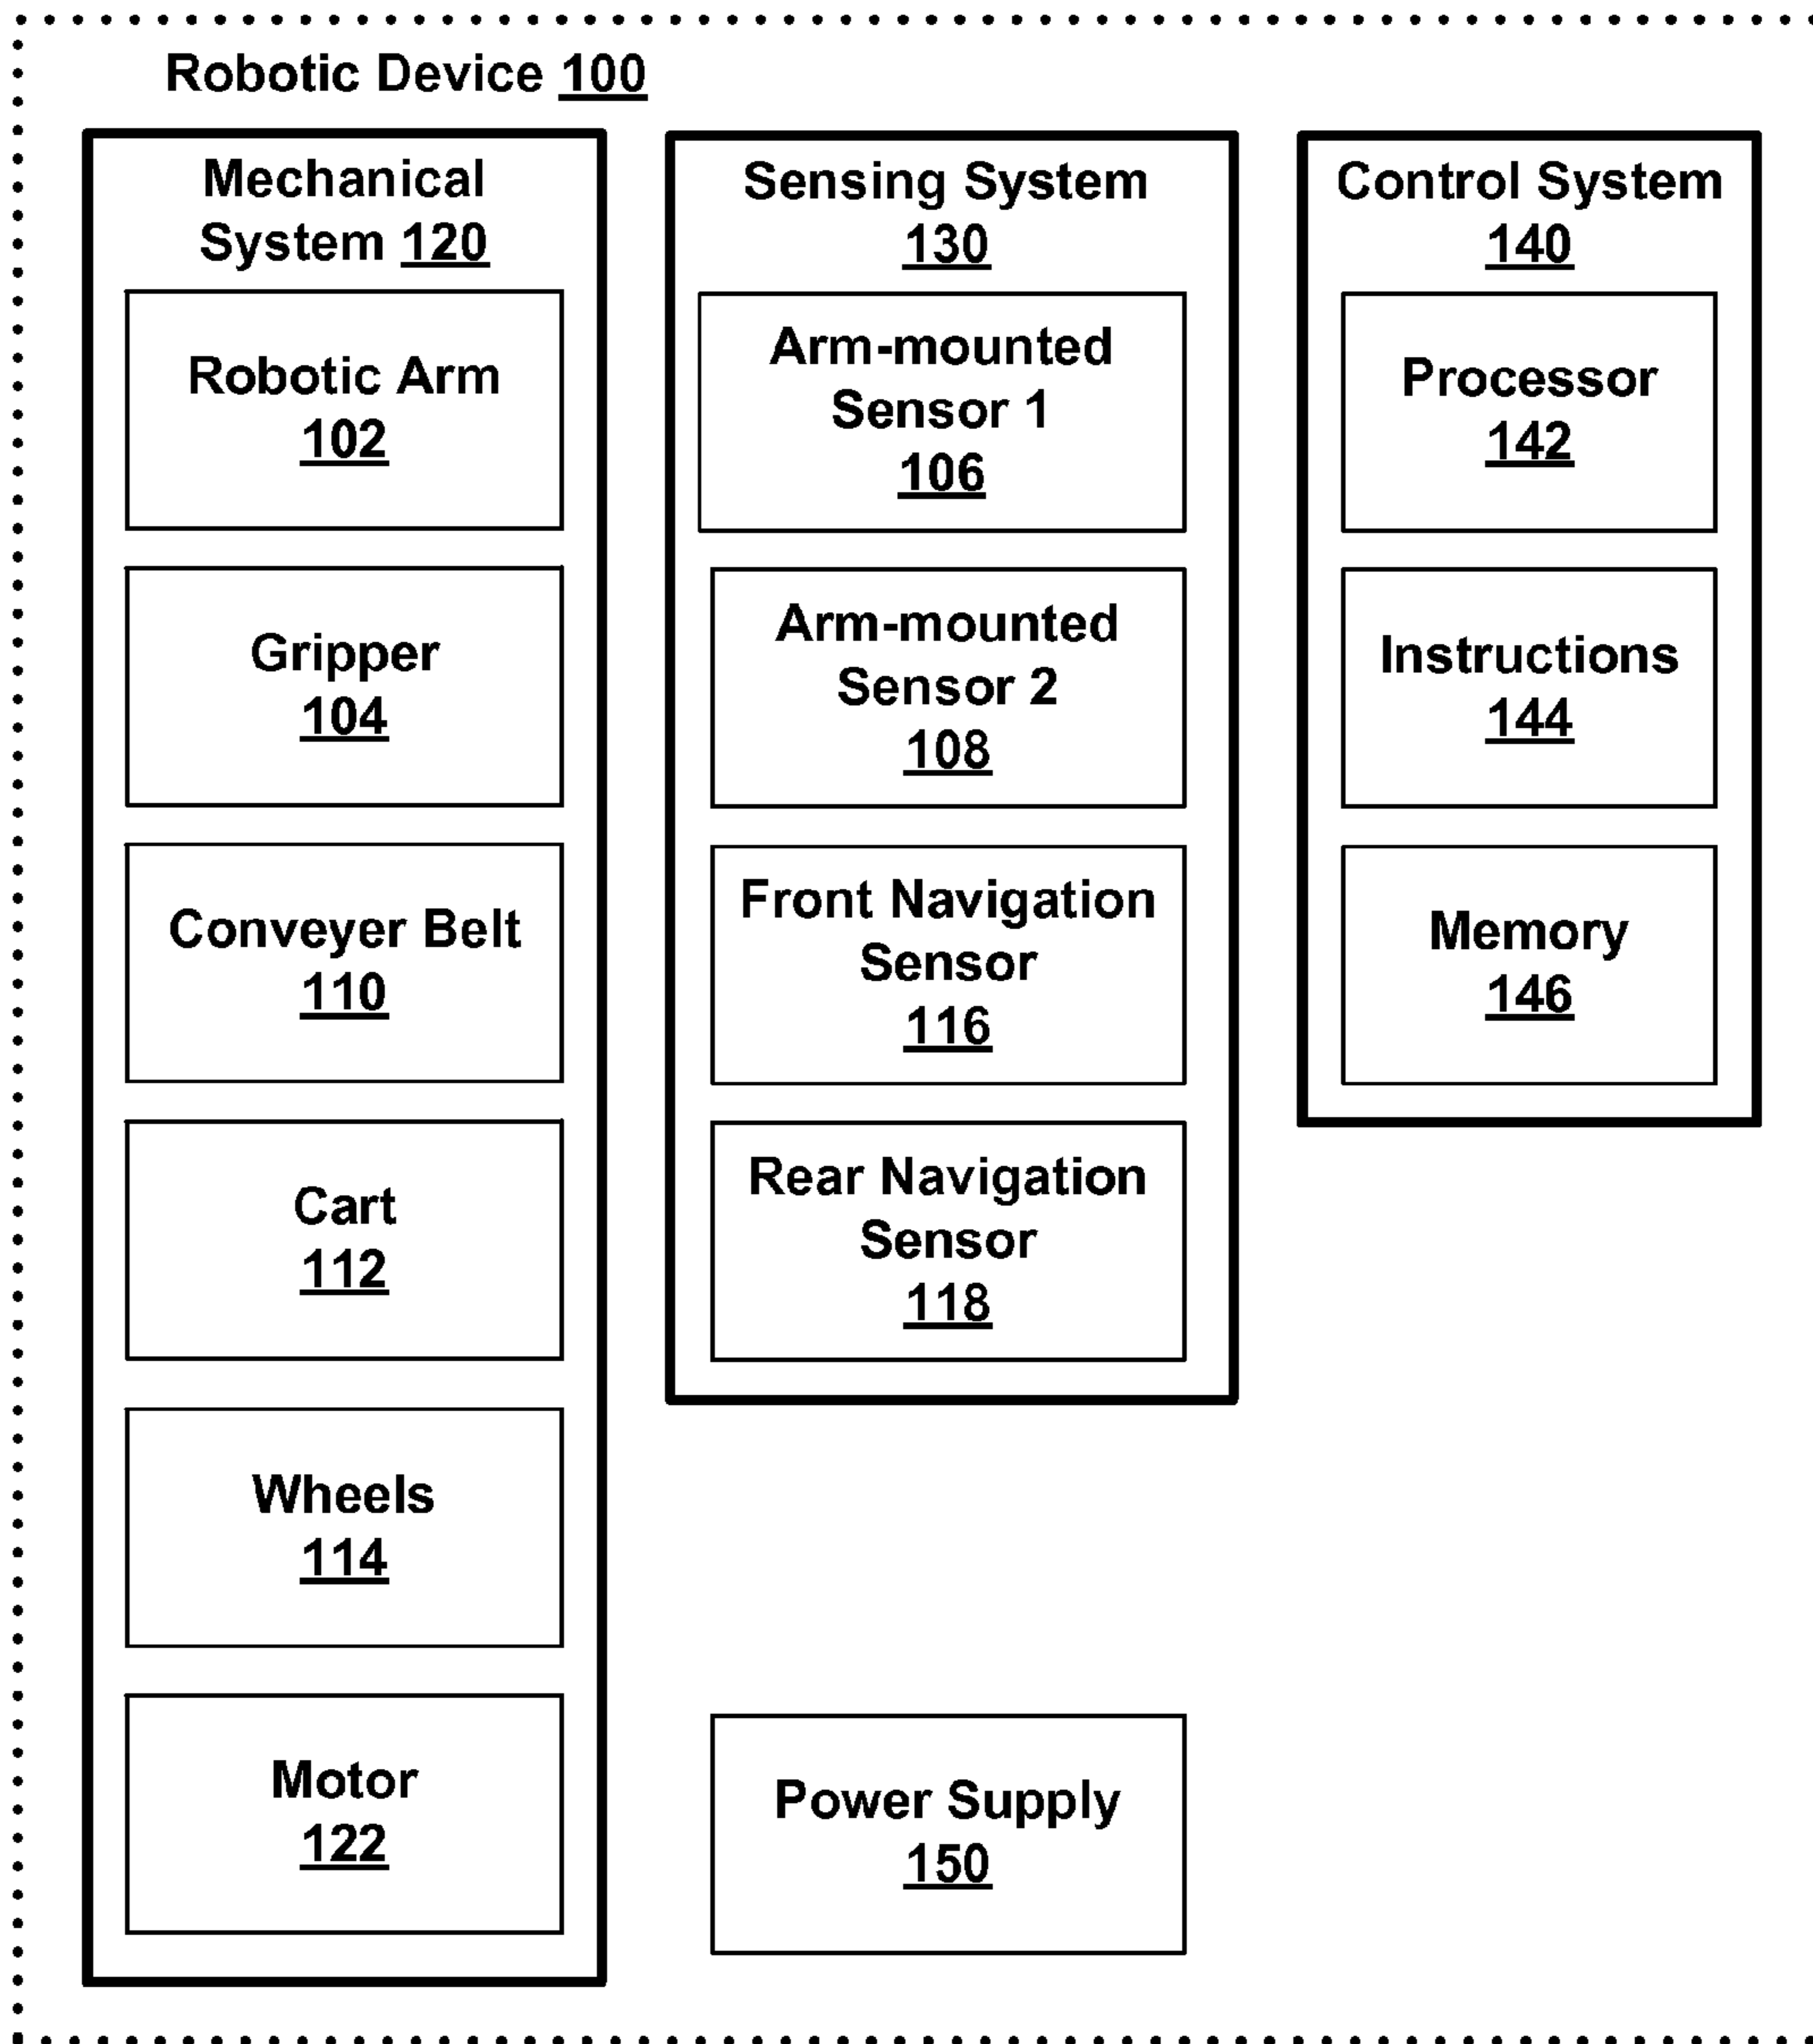 Robotic Device 100
Mechanical
System 120
Robotic Arm
102
Gripper
104
Conveyer Belt
110
Cart
112
Wheels
114
Motor
122
Sensing System
130
Arm-mounted
Sensor 1
106
Arm-mounted
Sensor 2
108
Front Navigation
Sensor
116
Rear Navigation
Sensor
118
Power Supply
150
Control System
140
Processor
142
Instructions
144
Memory
146